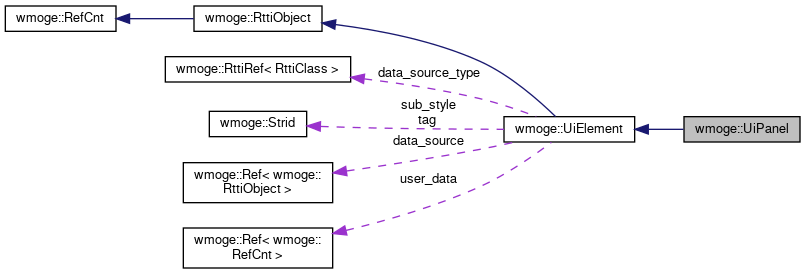 wmoge::RefCnt
wmoge::RttiObject
wmoge::RttiRef< RttiClass >
data_source_type
wmoge::Strid
sub_style
tag
wmoge::UiElement
wmoge::UiPanel
data_source
wmoge::Ref< wmoge::
RttiObject >
user_data
wmoge::Ref< wmoge::
RefCnt >